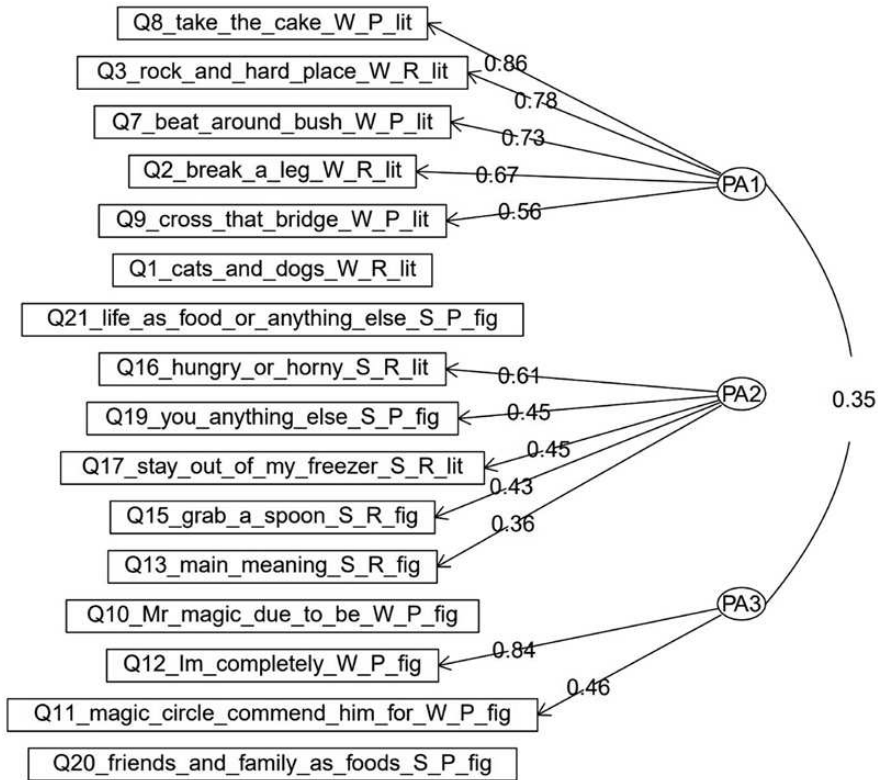 Q8_take_the_cake_W_P_lit
0.86
Q3_rock_and_hard_place_W_R_lit
0.78
Q7_beat_around_bush_W_P_lit
0.73
Q2_break_a_leg_W_R_lit
0.67
PA1
Q9_cross_that_bridge_W_P_lit
0.56
Q1_cats_and_dogs_W_R_lit
Q21_life_as_food_or_anything_else_S_P_fig
Q16_hungry_or_horny_S_R_lit
0.61
PA2
0.35
Q19_you_anything_else_S_P_fig
0.45
Q17_stay_out_of_my_freezer_S_R_lit
0.45
Q15_grab_a_spoon_S_R_fig
0.43
Q13_main_meaning_S_R_fig
0.36
Q10_Mr_magic_due_to_be_W_P_fig
PA3
Q12_Im_completely_W_P_fig
0.84
Q11_magic_circle_commend_him_for_W_P_fig
0.46
Q20_friends_and_family_as_foods_S_P_fig